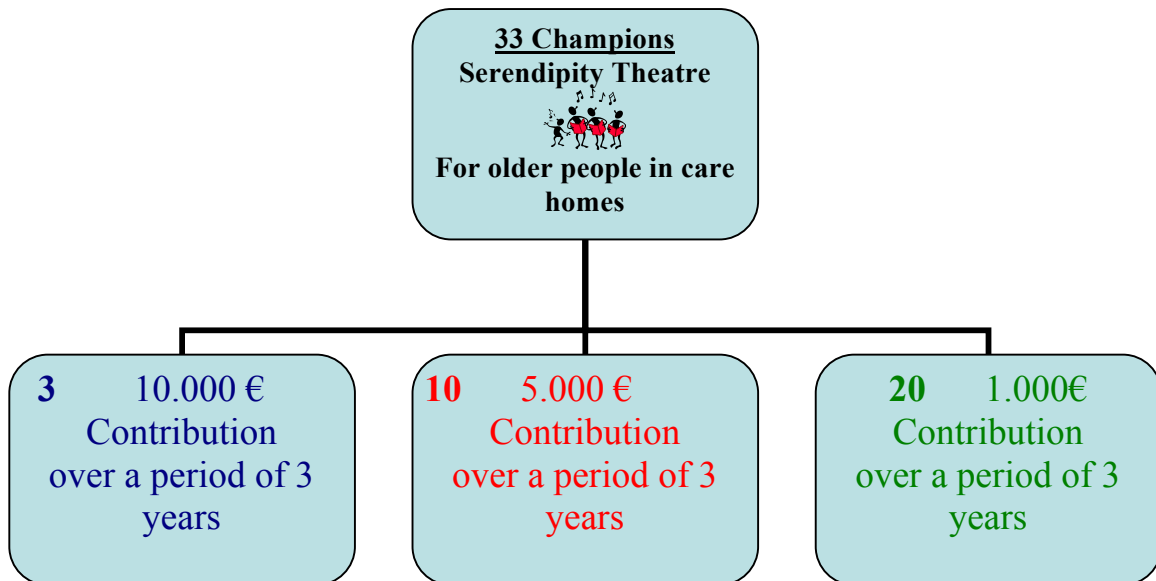 33 Champions
Serendipity Theatre
For older people in care
homes
3 10.000 €
Contribution
over a period of 3
years
10 5.000 €
Contribution
over a period of 3
years
20 1.000€
Contribution
over a period of 3
years